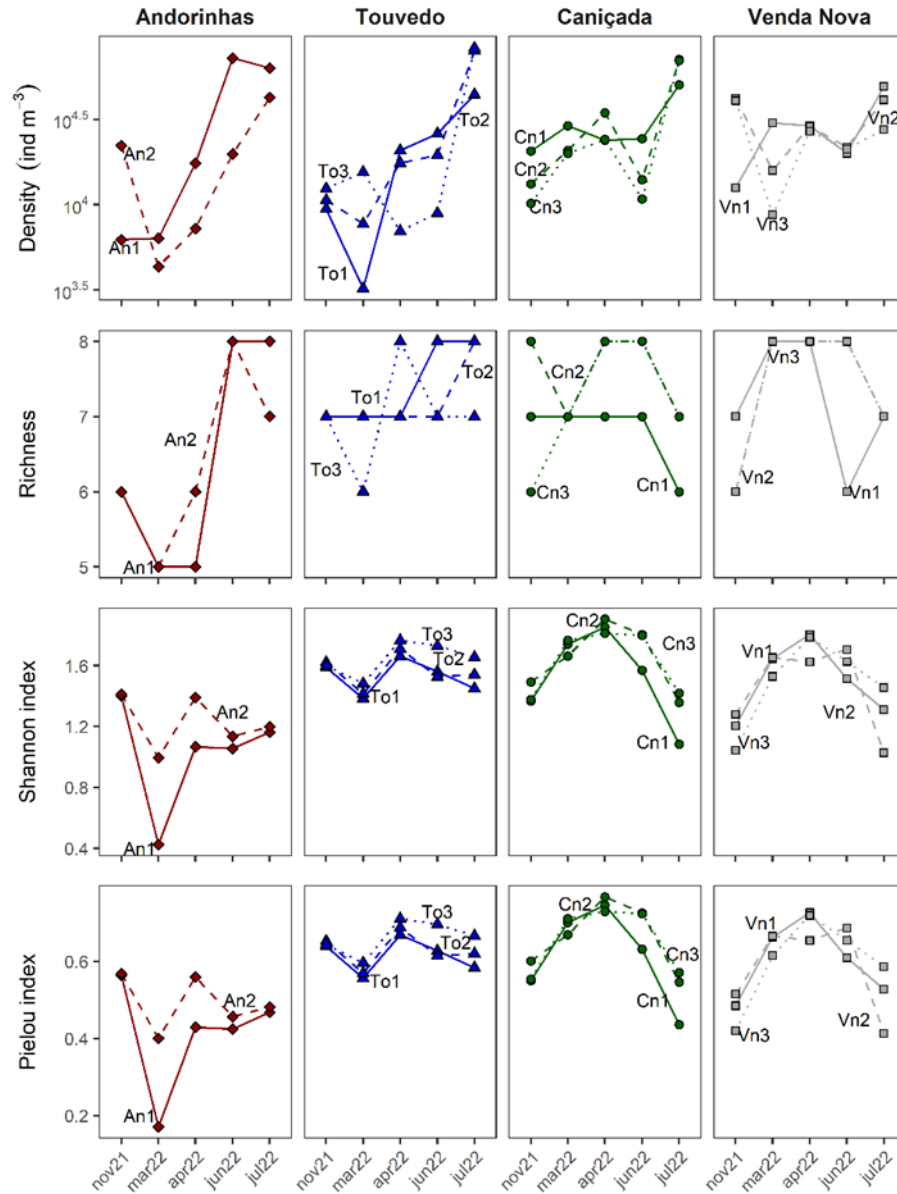 Andorinhas Touvedo Caniçada Venda Nova
Density (ind m⁻³)
10^4.5
10^4
10^3.5
An2
An1
To3
To2
To1
Cn1
Cn2
Cn3
Vn2
Vn1
Vn3
Richness
8
7
6
5
An2
An1
To1
To2
To3
Cn2
Cn3
Cn1
Vn3
Vn2
Vn1
Shannon index
1.6
1.2
0.8
0.4
An2
An1
To3
To2
To1
Cn2
Cn3
Cn1
Vn1
Vn2
Vn3
Pielou index
0.6
0.4
0.2
An2
An1
To3
To2
To1
Cn2
Cn3
Cn1
Vn1
Vn2
Vn3
nov21 mar22 apr22 jun22 jul22 nov21 mar22 apr22 jun22 jul22 nov21 mar22 apr22 jun22 jul22 nov21 mar22 apr22 jun22 jul22